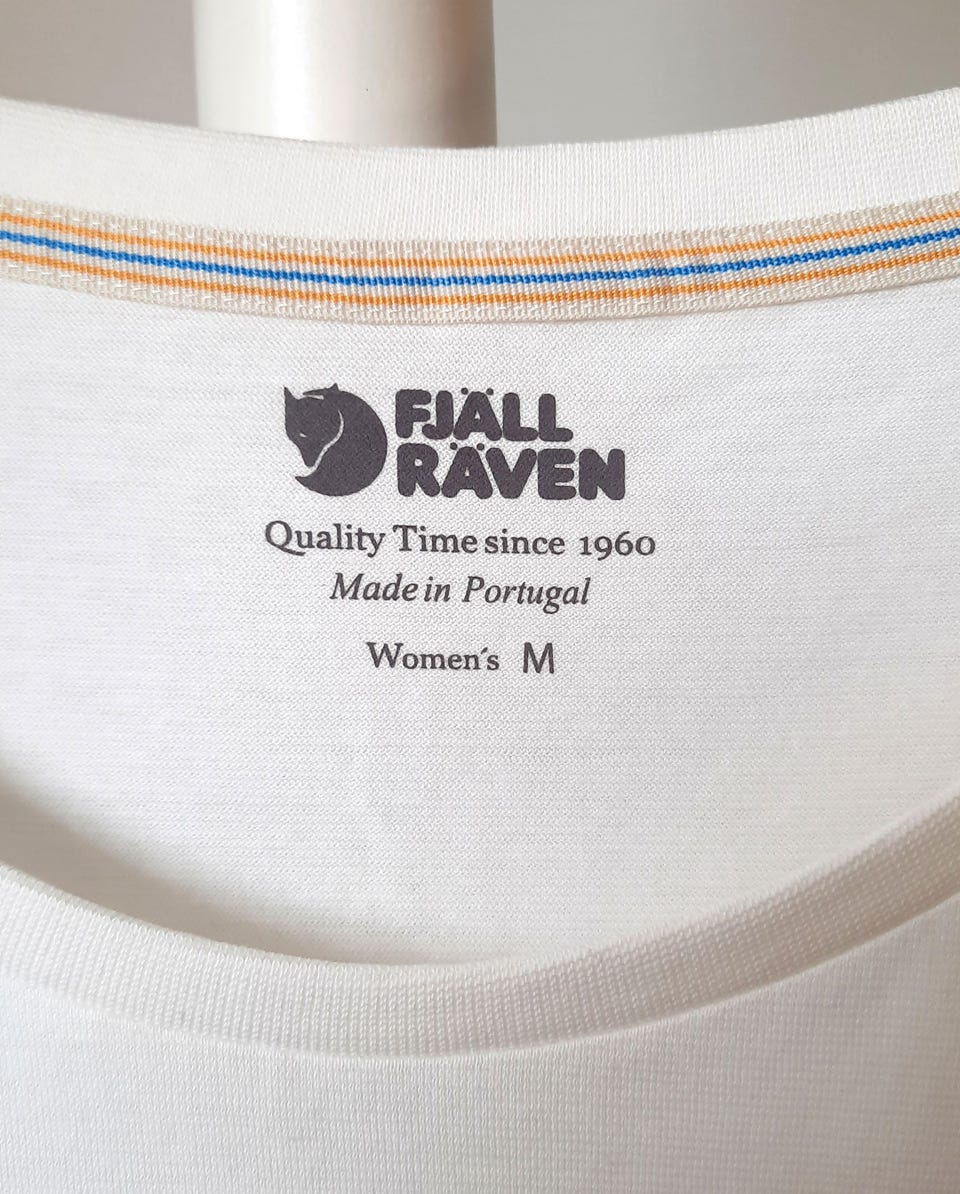 FJÄLL
RÄVEN
Quality Time since 1960
Made in Portugal
Women´s M